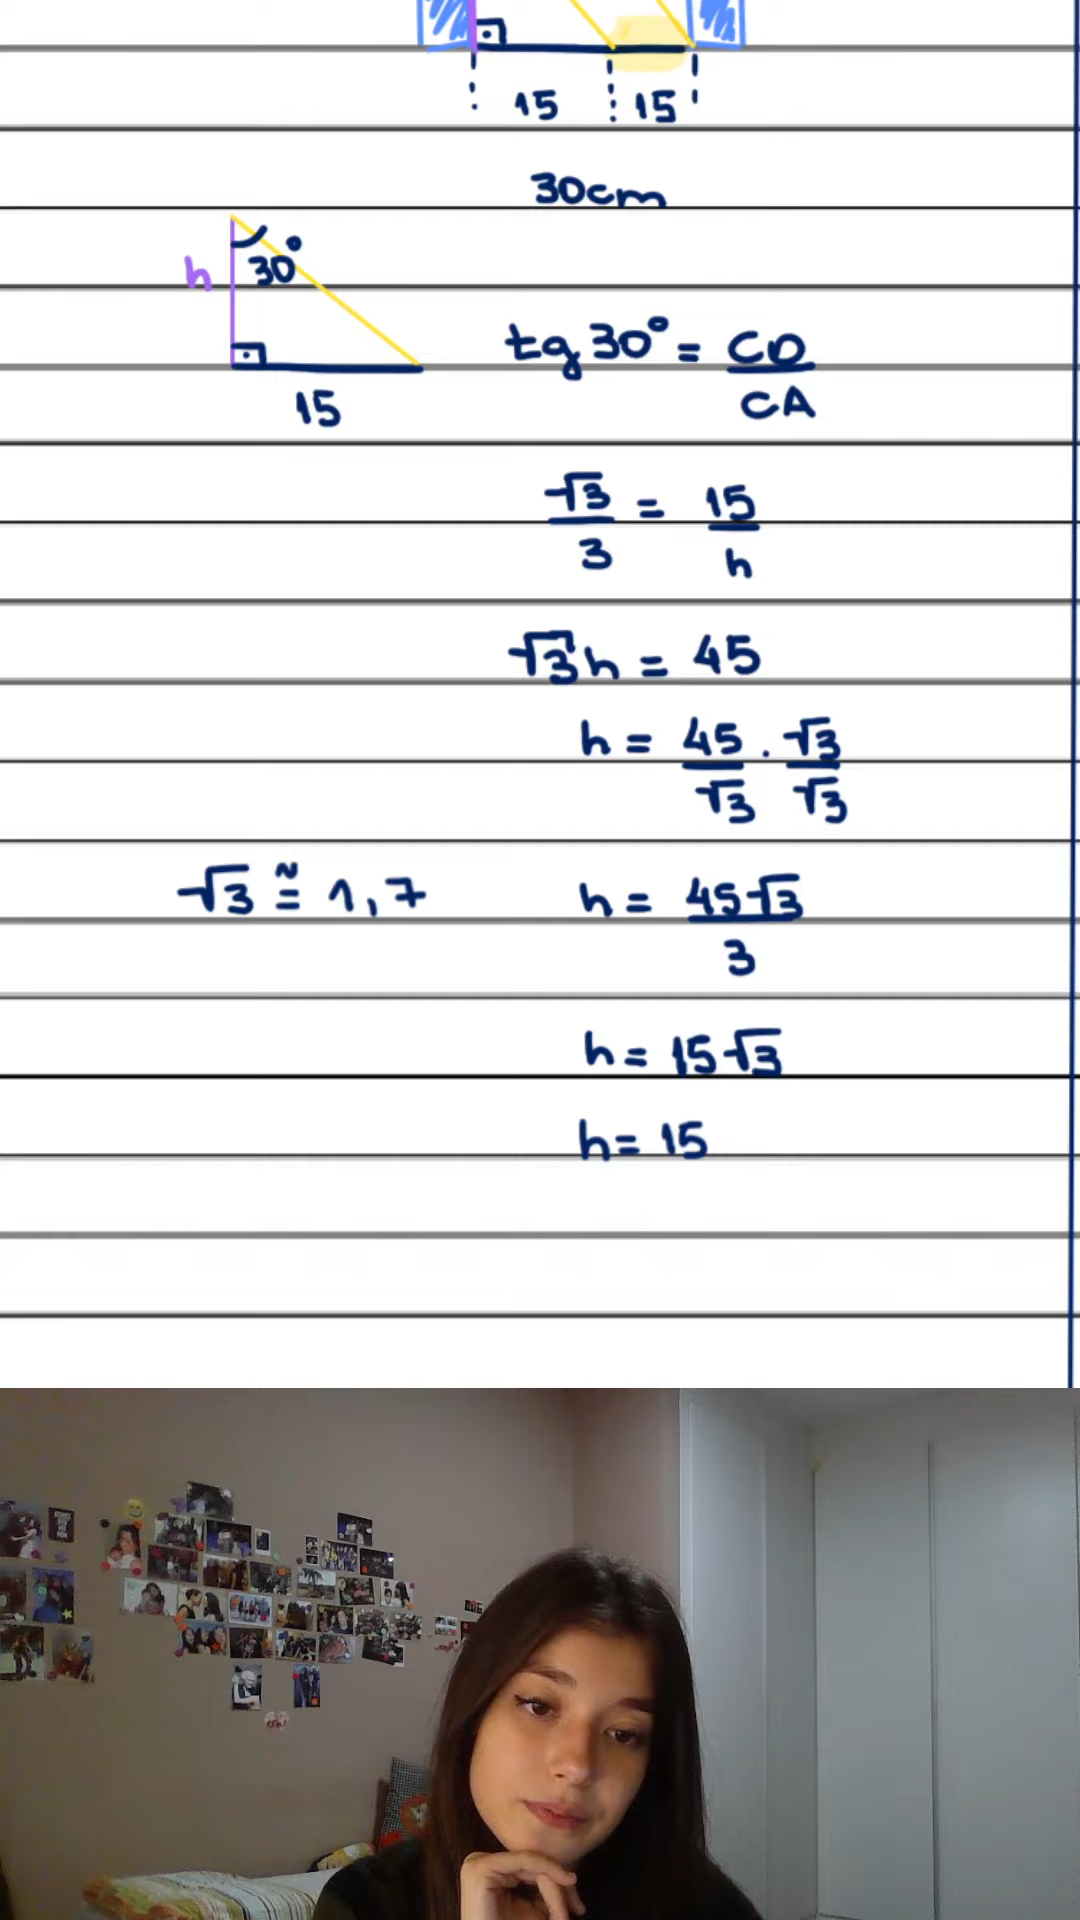 15 15
30cm
h 30°
15
tg 30° = CO/CA
√3/3 = 15/h
√3h = 45
h = 45/√3 . √3/√3
√3 ≅ 1,7
h = 45√3/3
h = 15√3
h = 15